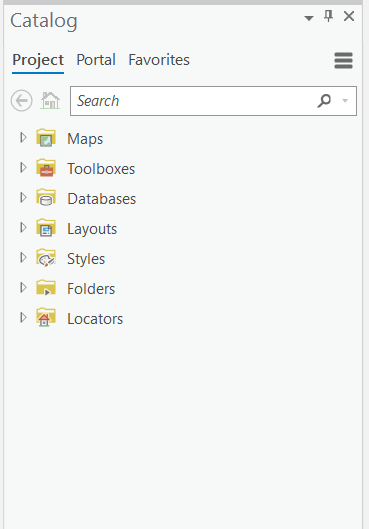 Catalog
Project Portal Favorites
Search
Maps
Toolboxes
Databases
Layouts
Styles
Folders
Locators